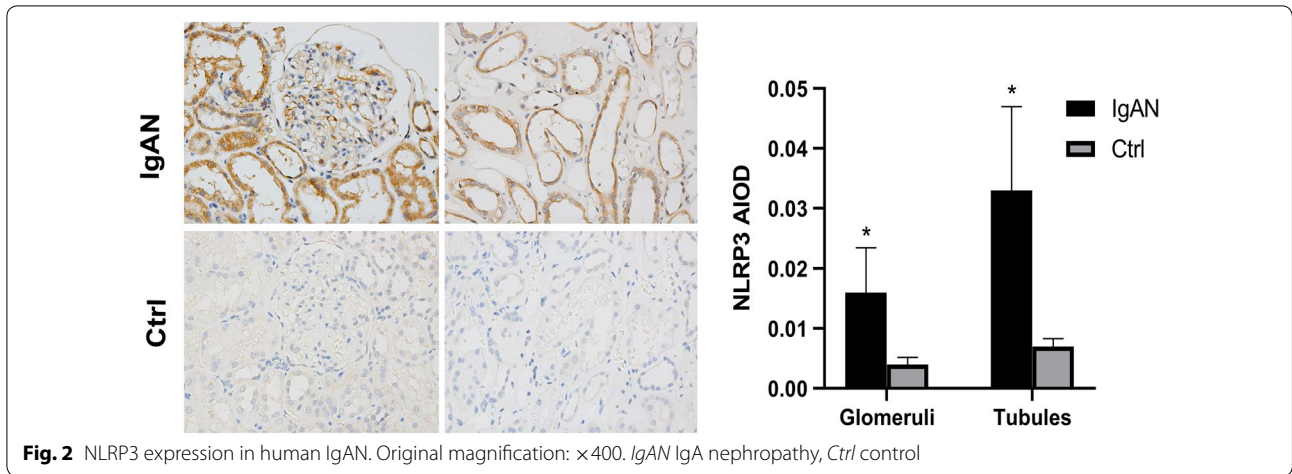 IgAN
Ctrl
NLRP3 AIOD
0.05
0.04
0.03
0.02
0.01
0.00
*
*
Glomeruli
Tubules
IgAN
Ctrl
Fig. 2 NLRP3 expression in human IgAN. Original magnification: ×400. IgAN IgA nephropathy, Ctrl control